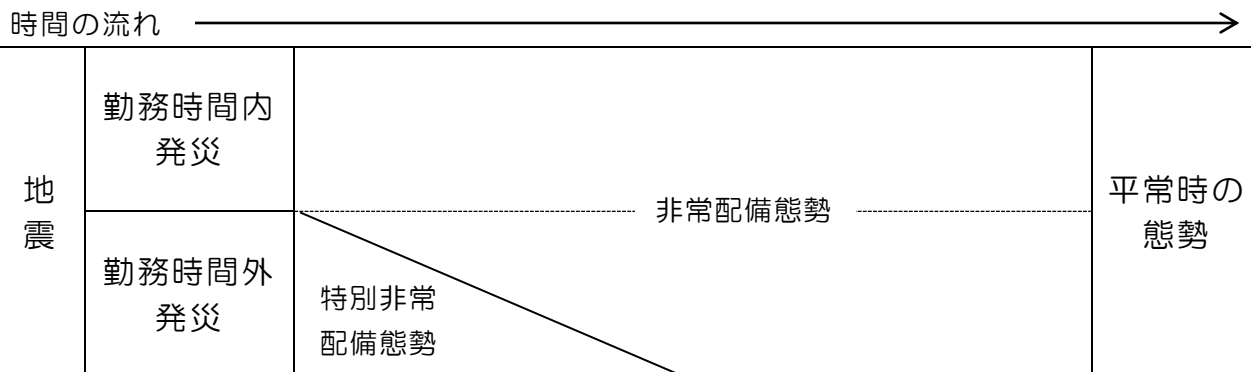 時間の流れ
地
震
勤務時間内
発災
勤務時間外
発災
非常配備態勢
特別非常
配備態勢
平常時の
態勢